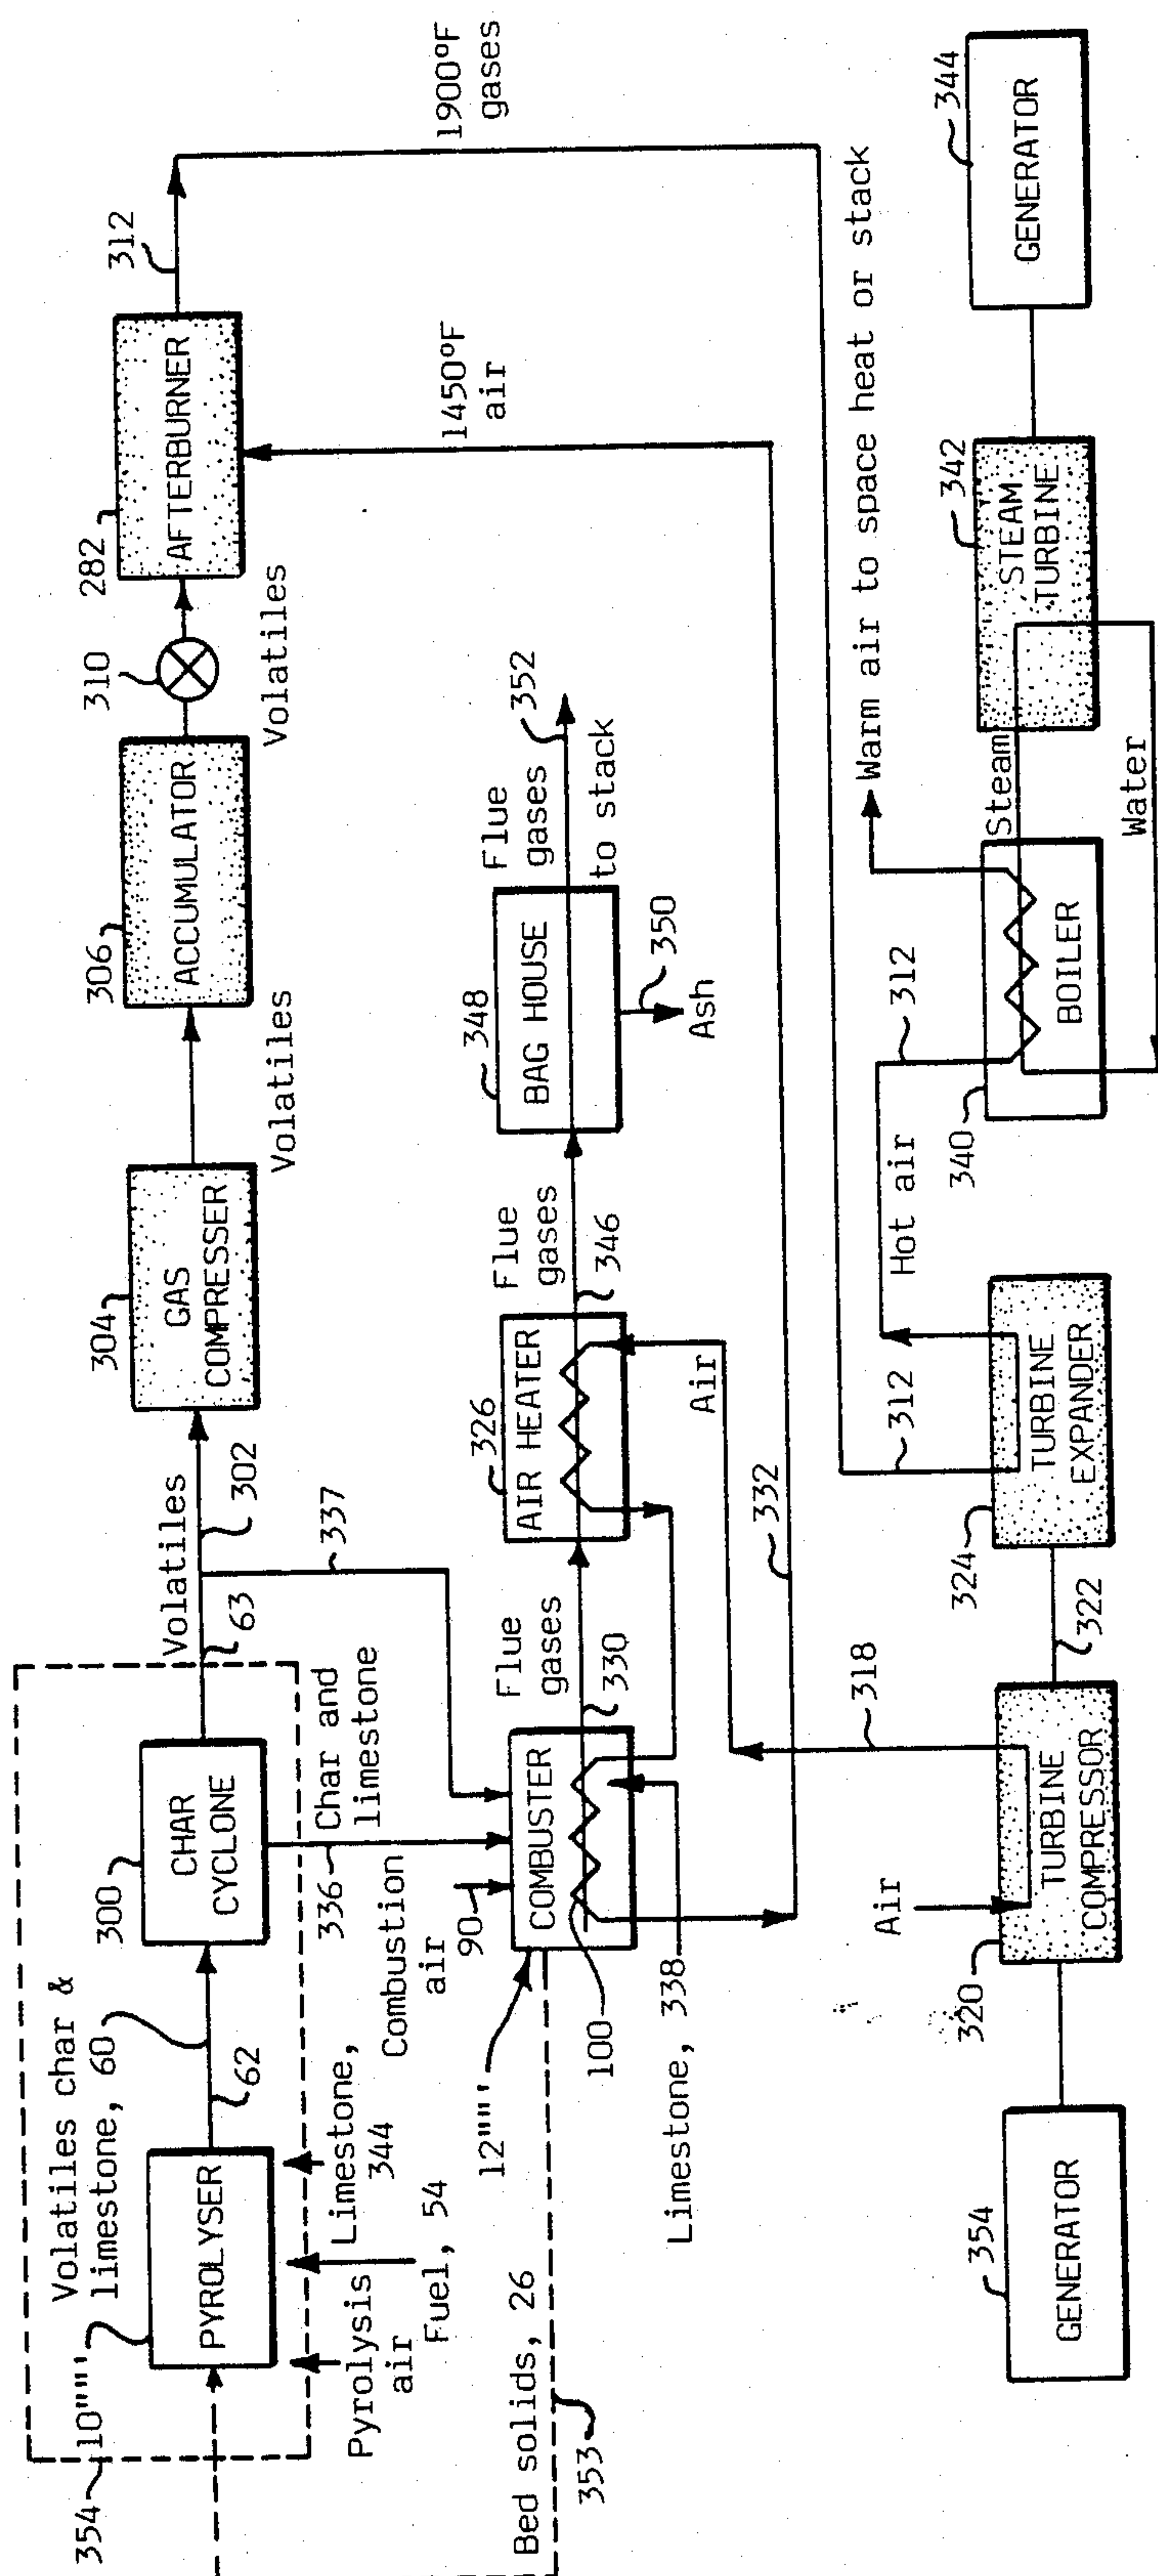 354
10""'
Volatiles char &
limestone, 60
62
PYROLYSER
Pyrolysis
air
Fuel, 54
Limestone,
344
300
CHAR
CYCLONE
63
Volatiles
302
337
336
Char and
limestone
304
GAS
COMPRESSER
Volatiles
306
ACCUMULATOR
310
Volatiles
282
AFTERBURNER
312
1450°F
air
1900°F
gases
Bed solids, 26
353
12""'
Combustion
air
90
COMBUSTER
100
Limestone, 338
Flue
gases
330
326
AIR HEATER
Air
Flue
gases
346
348
BAG HOUSE
350
Ash
Flue
gases
352
to stack
332
318
354
GENERATOR
320
Air
TURBINE
COMPRESSOR
322
324
TURBINE
EXPANDER
312
Hot air
312
340
BOILER
Warm air to space heat or stack
Steam
Water
342
STEAM
TURBINE
344
GENERATOR